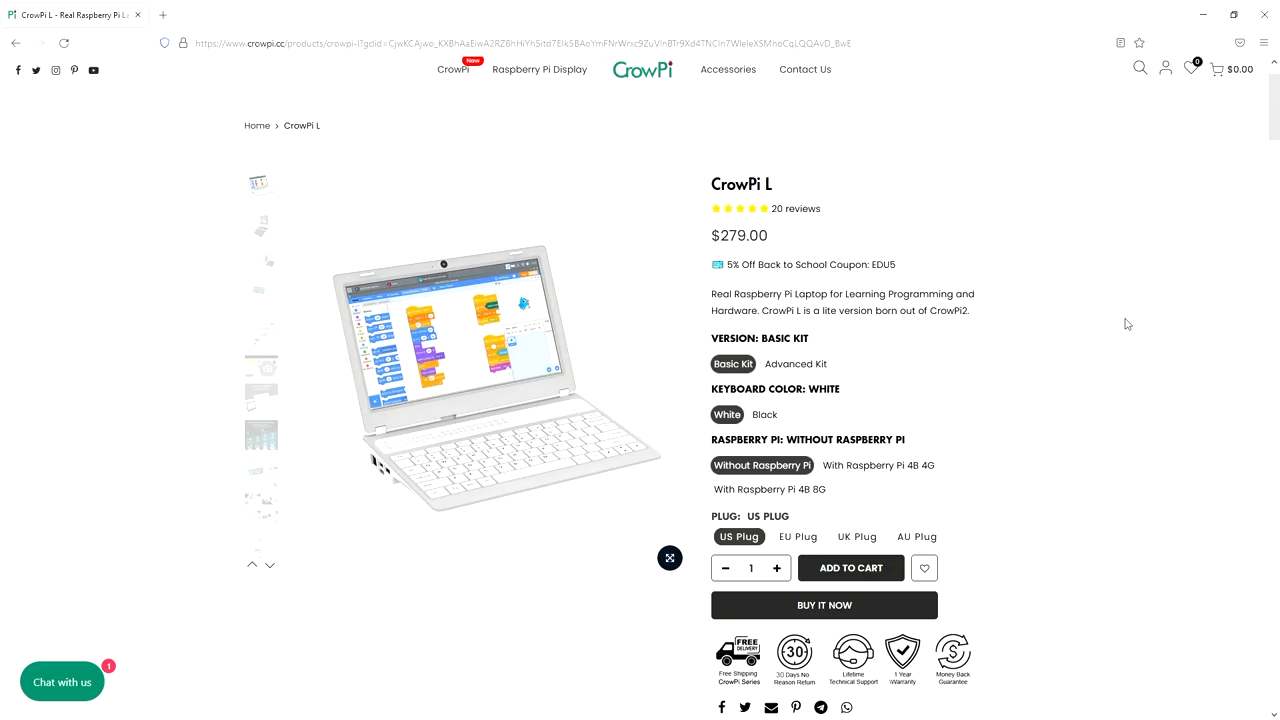 CrowPi L - Real Raspberry Pi La
https://www.crowpi.cc/products/crowpi-l?gclid=
New
CrowPi
Raspberry Pi Display
CrowPi
Accessories
Contact Us
0
$0.00
Home > CrowPi L
CrowPi L
20 reviews
$279.00
5% Off Back to School Coupon: EDU5
Real Raspberry Pi Laptop for Learning Programming and
Hardware. CrowPi L is a lite version born out of CrowPi2.
VERSION: BASIC KIT
Basic Kit Advanced Kit
KEYBOARD COLOR: WHITE
White Black
RASPBERRY PI: WITHOUT RASPBERRY PI
Without Raspberry Pi With Raspberry Pi 4B 4G
With Raspberry Pi 4B 8G
PLUG: US PLUG
US Plug EU Plug UK Plug AU Plug
- 1 + ADD TO CART
BUY IT NOW
FREE
DELIVERY
30
Free Shipping
CrowPi Series
30 Days No
Reason Return
Lifetime
Technical Support
1 Year
Warranty
Money Back
Guarantee
Chat with us
1